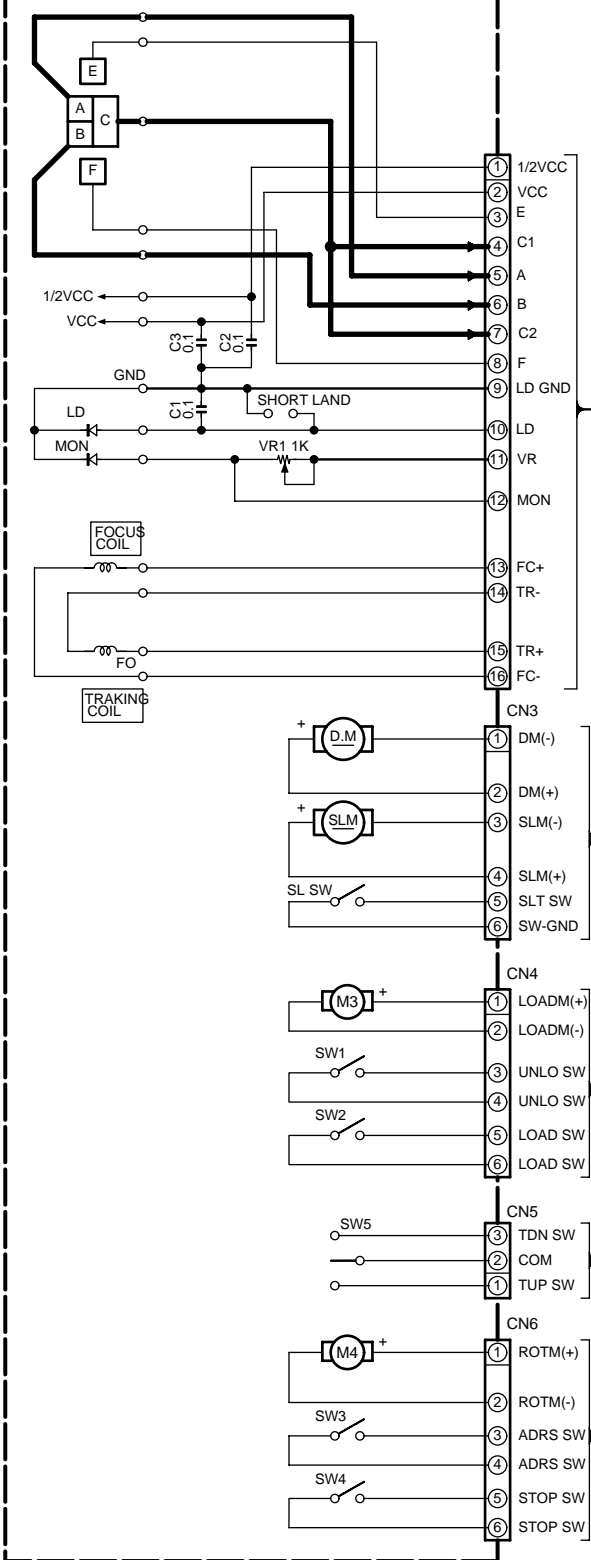 E
A
B
C
F
1 1/2VCC
2 VCC
3 E
4 C1
5 A
6 B
7 C2
8 F
9 LD GND
10 LD
11 VR
12 MON
13 FC+
14 TR-
15 TR+
16 FC-
1/2VCC
VCC
C3
0.1
C2
0.1
GND
C1
0.1
SHORT LAND
LD
MON
VR1 1K
FOCUS
COIL
FO
TRAKING
COIL
CN3
+ D.M
1 DM(-)
2 DM(+)
+ SLM
3 SLM(-)
4 SLM(+)
SL SW
5 SLT SW
6 SW-GND
CN4
M3 +
1 LOADM(+)
2 LOADM(-)
SW1
3 UNLO SW
4 UNLO SW
SW2
5 LOAD SW
6 LOAD SW
CN5
SW5
3 TDN SW
2 COM
1 TUP SW
CN6
M4 +
1 ROTM(+)
2 ROTM(-)
SW3
3 ADRS SW
4 ADRS SW
SW4
5 STOP SW
6 STOP SW